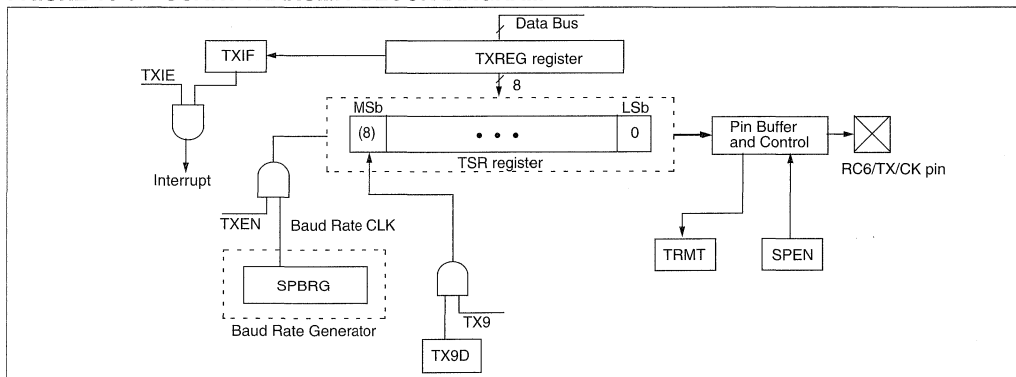 Data Bus
TXIF
TXREG register
TXIE
8
MSb
LSb
(8)
• • •
0
Pin Buffer
and Control
TSR register
Interrupt
RC6/TX/CK pin
TXEN
Baud Rate CLK
TRMT
SPEN
SPBRG
TX9
Baud Rate Generator
TX9D